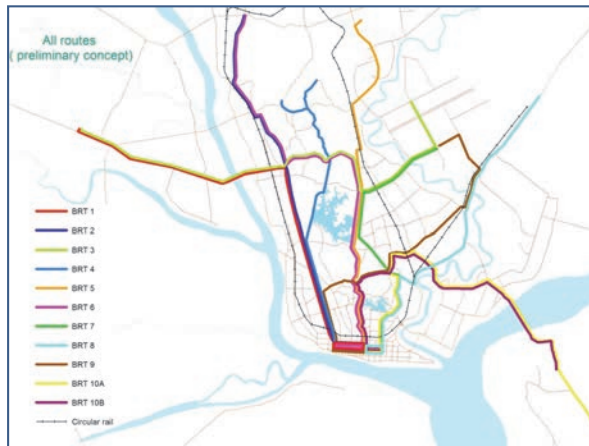 All routes
( preliminary concept)
BRT 1
BRT 2
BRT 3
BRT 4
BRT 5
BRT 6
BRT 7
BRT 8
BRT 9
BRT 10A
BRT 10B
Circular rail